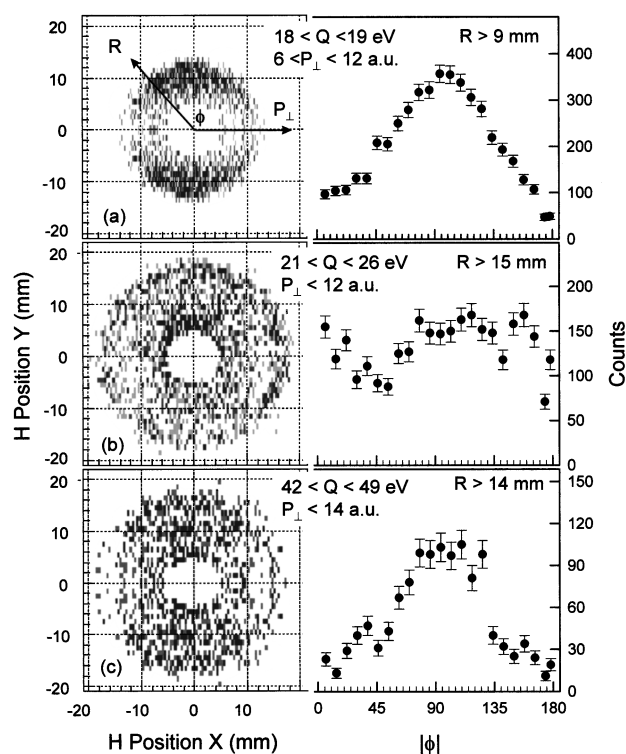 18 < Q < 19 eV
R > 9 mm
6 < P⊥ < 12 a.u.
R
ϕ
P⊥
(a)
20
10
0
-10
-20
400
300
200
100
0
21 < Q < 26 eV
R > 15 mm
P⊥ < 12 a.u.
(b)
20
10
0
-10
-20
200
150
100
50
0
H Position Y (mm)
Counts
42 < Q < 49 eV
R > 14 mm
P⊥ < 14 a.u.
(c)
20
10
0
-10
-20
150
120
90
60
30
0
-20 -10 0 10 20
0 45 90 135 180
H Position X (mm)
|ϕ|